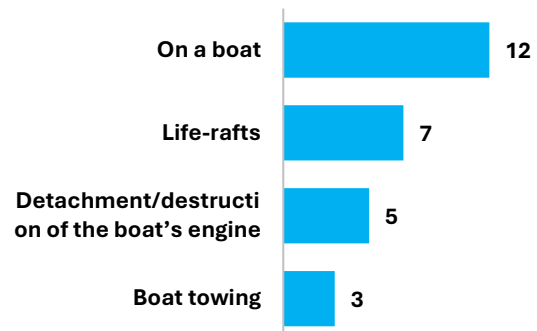 On a boat
12
Life-rafts
7
Detachment/destructi
on of the boat’s engine
5
Boat towing
3